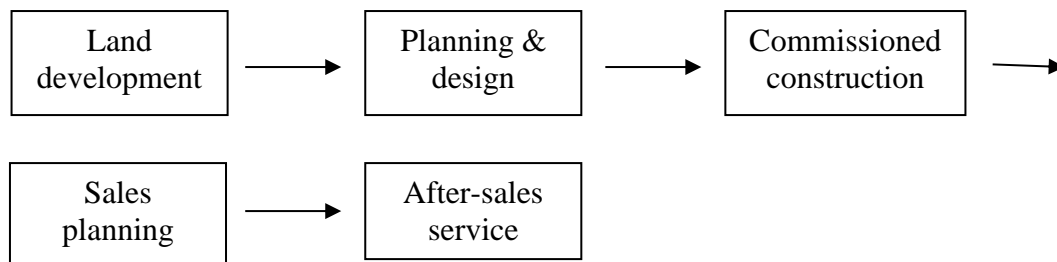 Land
development
Planning &
design
Commissioned
construction
Sales
planning
After-sales
service